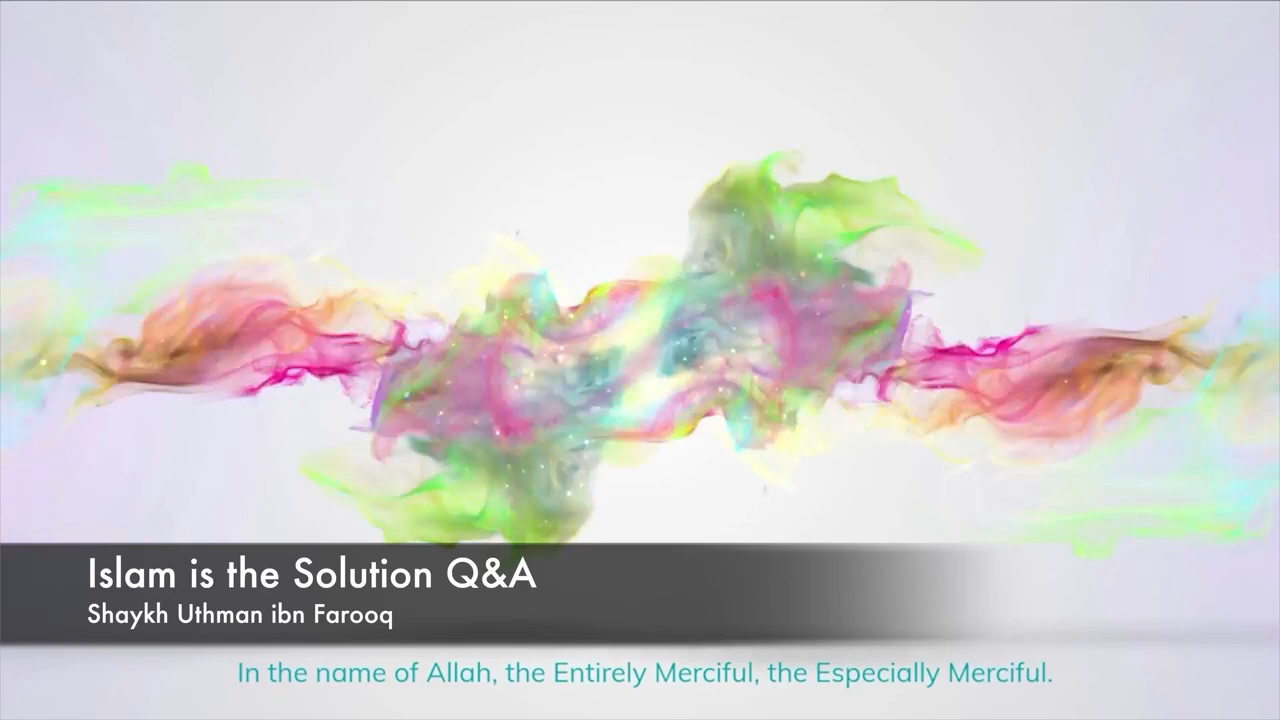 Islam is the Solution Q&A
Shaykh Uthman ibn Farooq
In the name of Allah, the Entirely Merciful, the Especially Merciful.